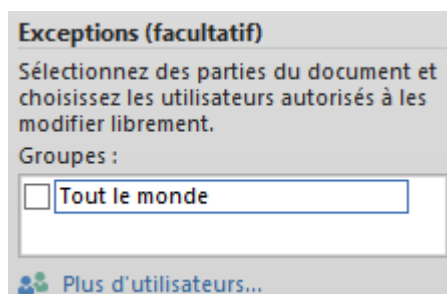 Exceptions (facultatif)
Sélectionnez des parties du document et
choisissez les utilisateurs autorisés à les
modifier librement.
Groupes :
Tout le monde
Plus d'utilisateurs...